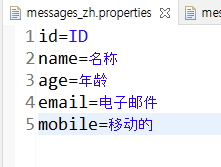 messages_zh.properties mes
1 id=ID
2 name=名称
3 age=年龄
4 email=电子邮件
5 mobile=移动的